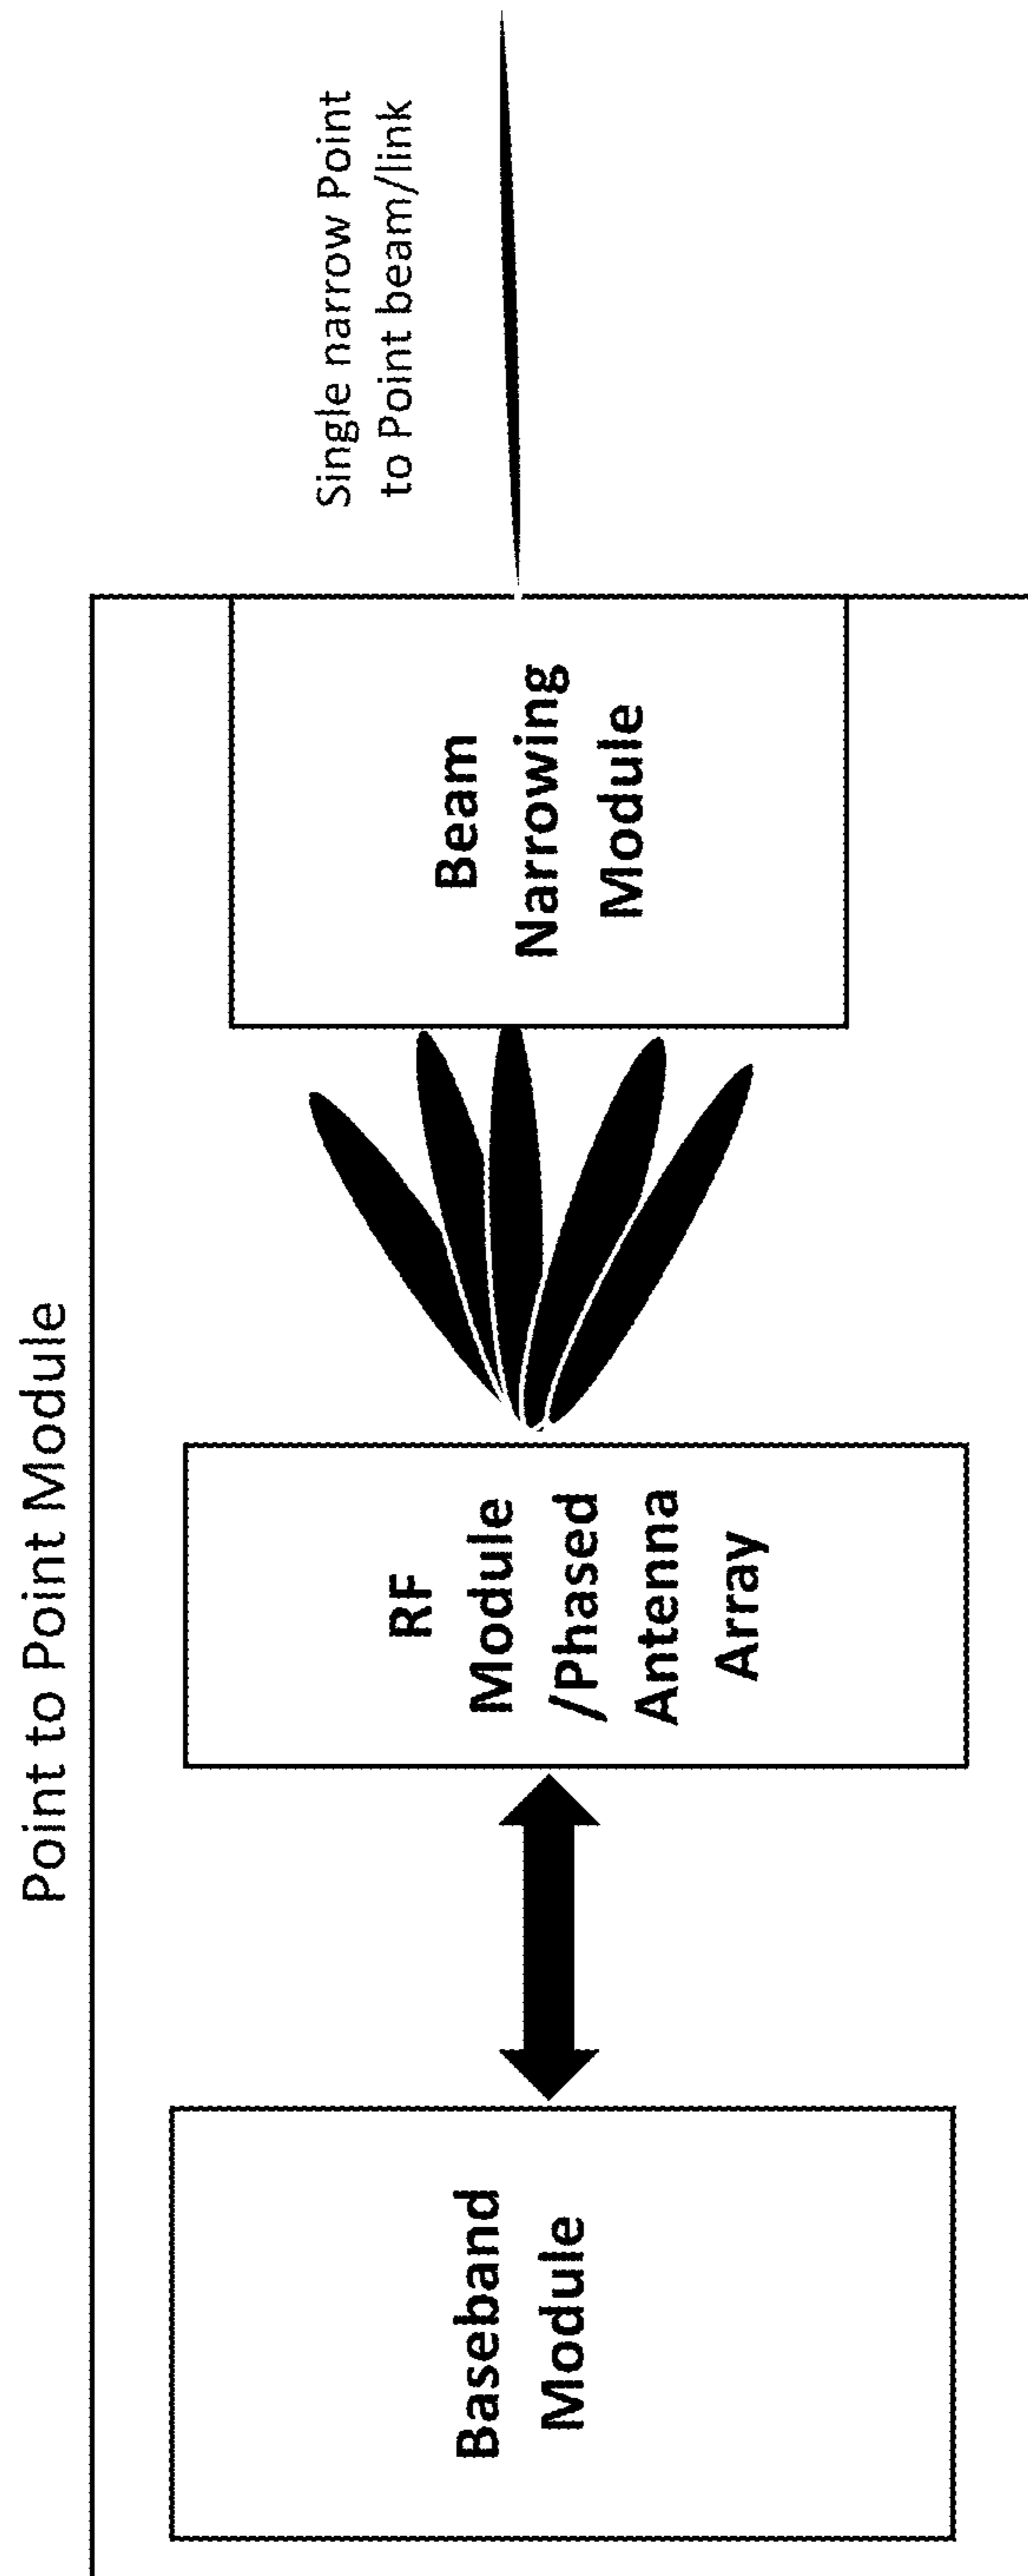 Point to Point Module
Baseband
Module
RF
Module
/Phased
Antenna
Array
Beam
Narrowing
Module
Single narrow Point
to Point beam/link